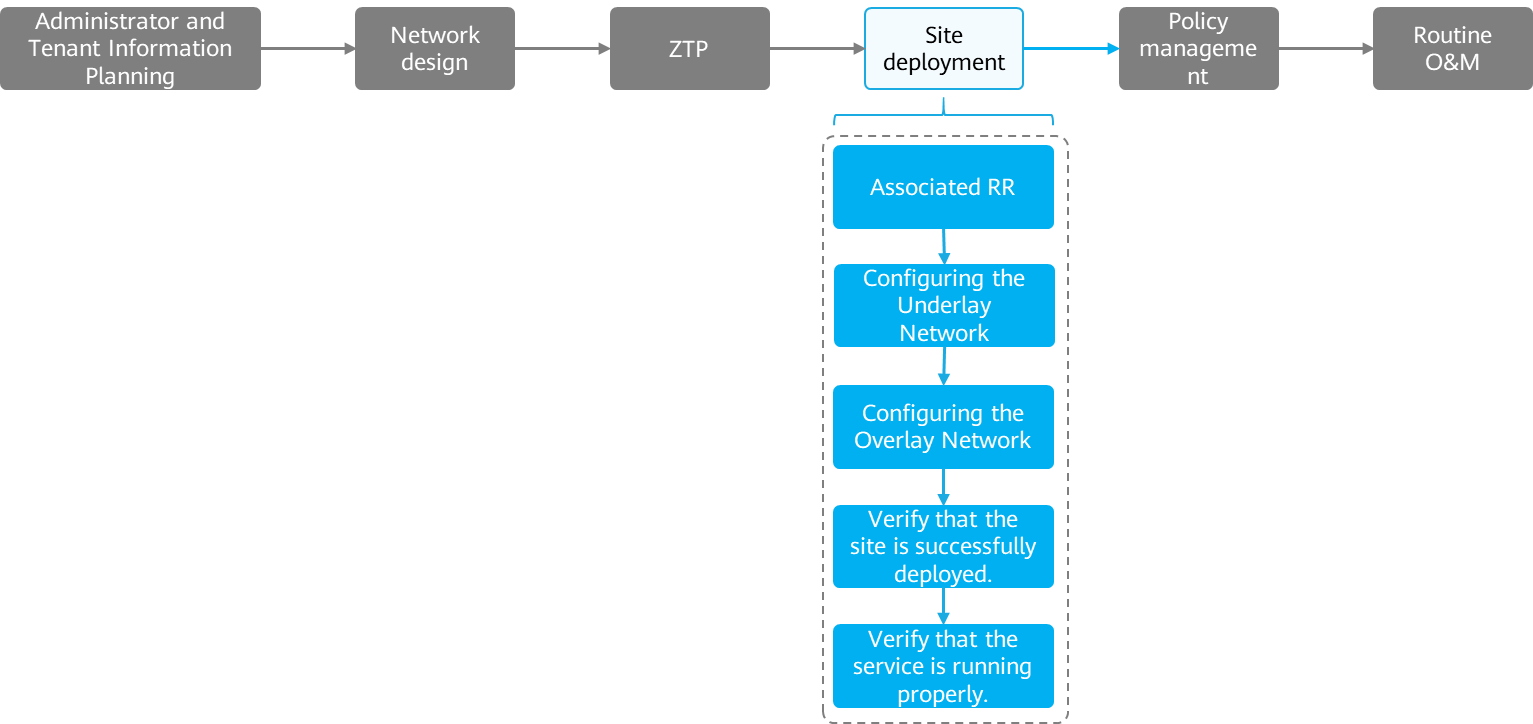 Administrator and
Tenant Information
Planning
Network
design
ZTP
Site
deployment
Policy
manageme
nt
Routine
O&M
Associated RR
Configuring the
Underlay
Network
Configuring the
Overlay Network
Verify that the
site is successfully
deployed.
Verify that the
service is running
properly.